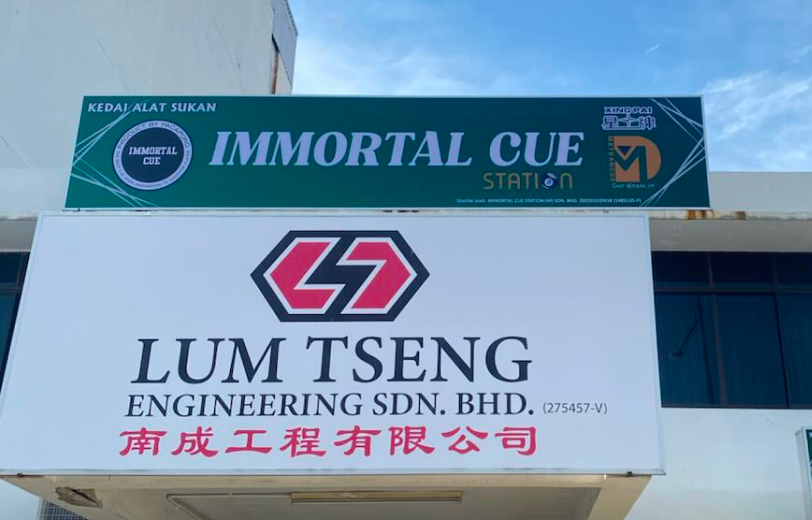 KEDAI ALAT SUKAN
IMMORTAL
CUE
IMMORTAL CUE
STATION
XING PAI
星士牌
LUM TSENG
ENGINEERING SDN. BHD. (275457-V)
南成工程有限公司